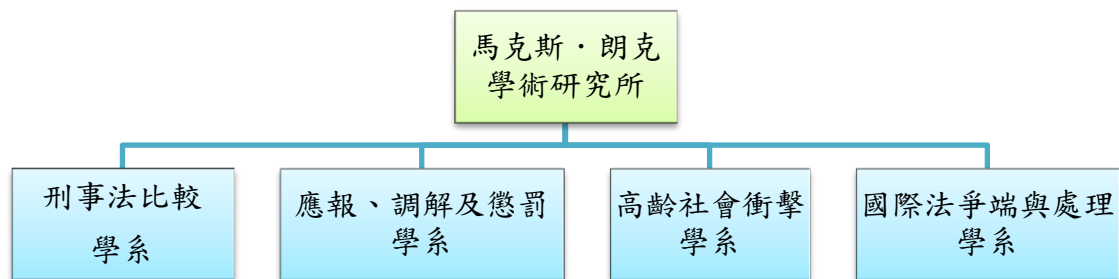 馬克斯·朗克
學術研究所
刑事法比較
學系
應報、調解及懲罰
學系
高齡社會衝擊
學系
國際法爭端與處理
學系